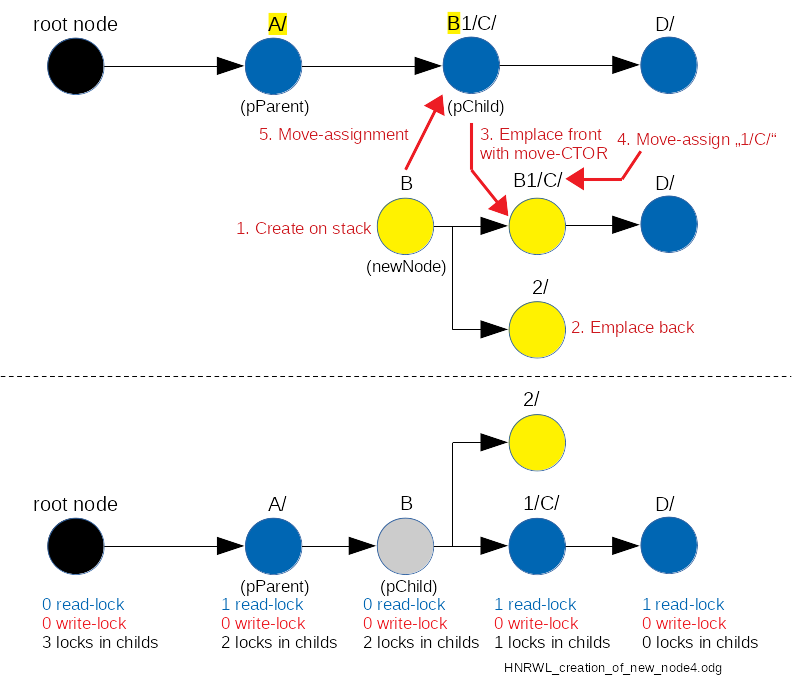 root node
A/
B1/C/
D/
(pParent)
(pChild)
5. Move-assignment
3. Emplace front
with move-CTOR
4. Move-assign „1/C/“
B
B1/C/
D/
1. Create on stack
(newNode)
2/
2. Emplace back
2/
root node
A/
B
1/C/
D/
(pParent)
(pChild)
0 read-lock
0 write-lock
3 locks in childs
1 read-lock
0 write-lock
2 locks in childs
0 read-lock
0 write-lock
2 locks in childs
1 read-lock
0 write-lock
1 locks in childs
1 read-lock
0 write-lock
0 locks in childs
HNRWL_creation_of_new_node4.odg